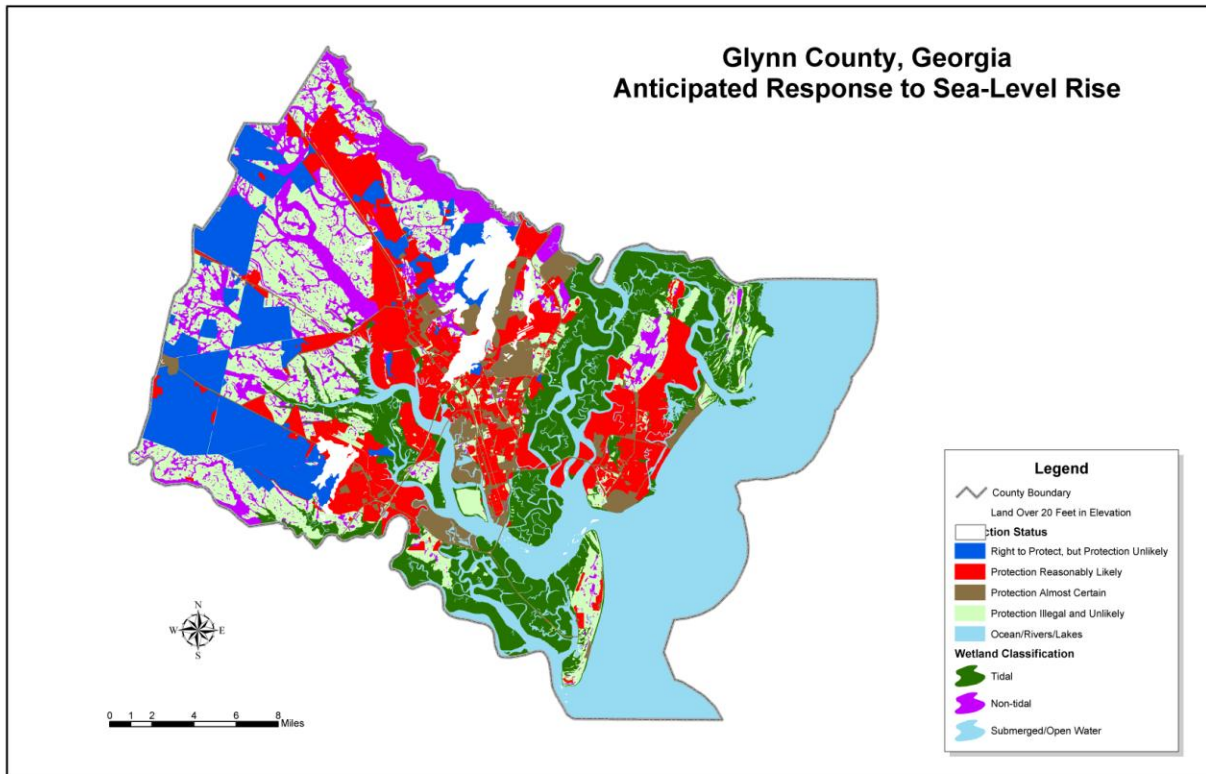 Glynn County, Georgia
Anticipated Response to Sea-Level Rise
Legend
County Boundary
Land Over 20 Feet in Elevation
ction Status
Right to Protect, but Protection Unlikely
Protection Reasonably Likely
Protection Almost Certain
Protection Illegal and Unlikely
Ocean/Rivers/Lakes
Wetland Classification
Tidal
Non-tidal
Submerged/Open Water
N
W E
S
0 1 2 4 6 8
Miles